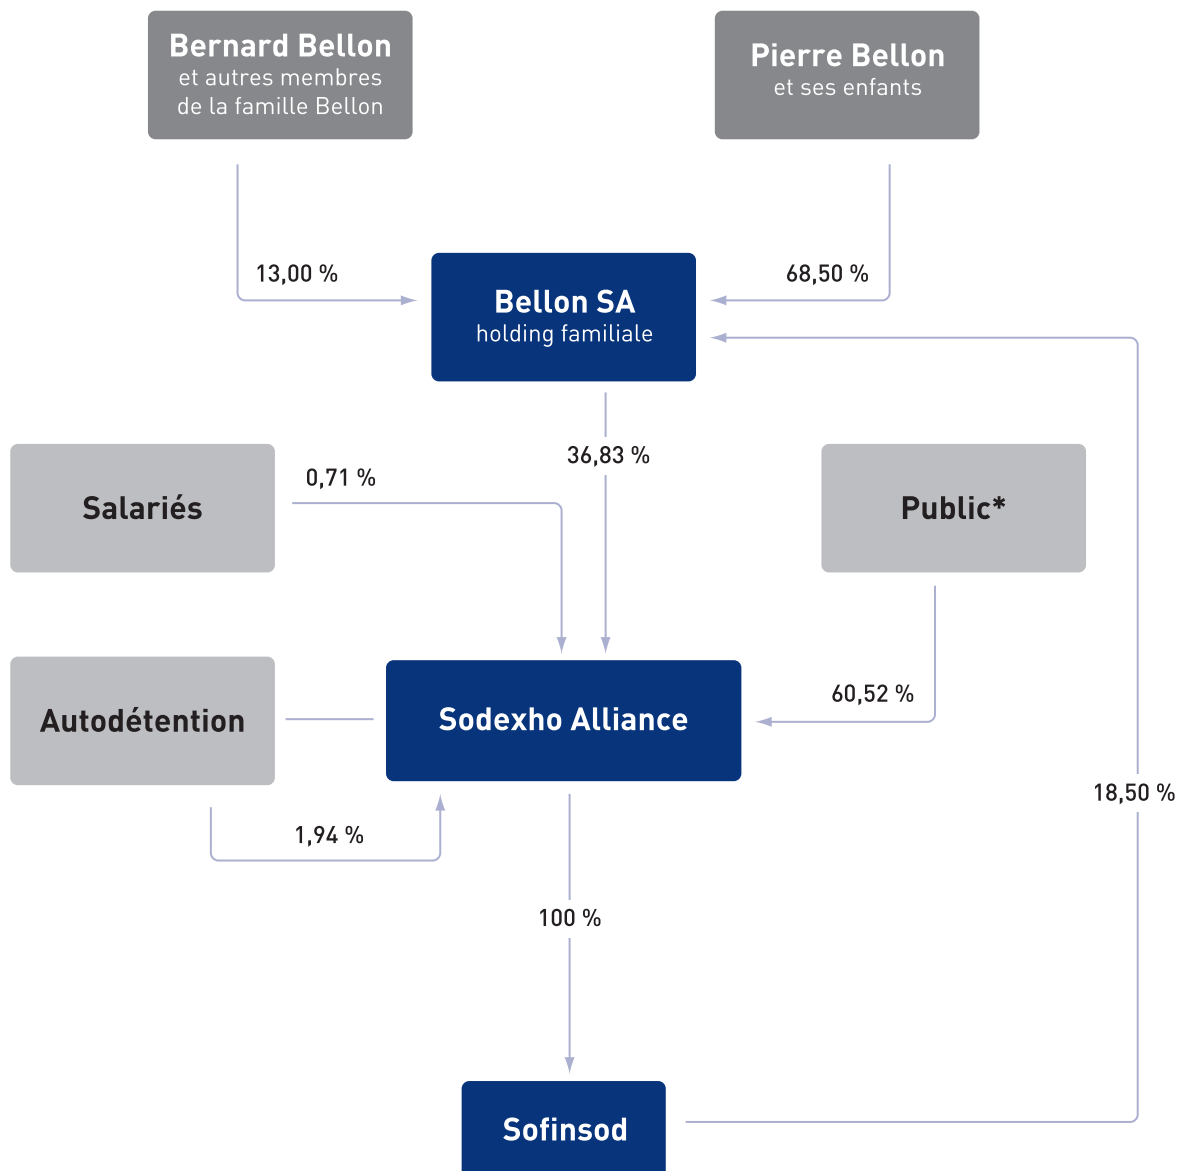 Bernard Bellon
et autres membres
de la famille Bellon
Pierre Bellon
et ses enfants
13,00 %
68,50 %
Bellon SA
holding familiale
36,83 %
0,71 %
Salariés
Public*
Autodétention
Sodexho Alliance
60,52 %
18,50 %
1,94 %
100 %
Sofinsod